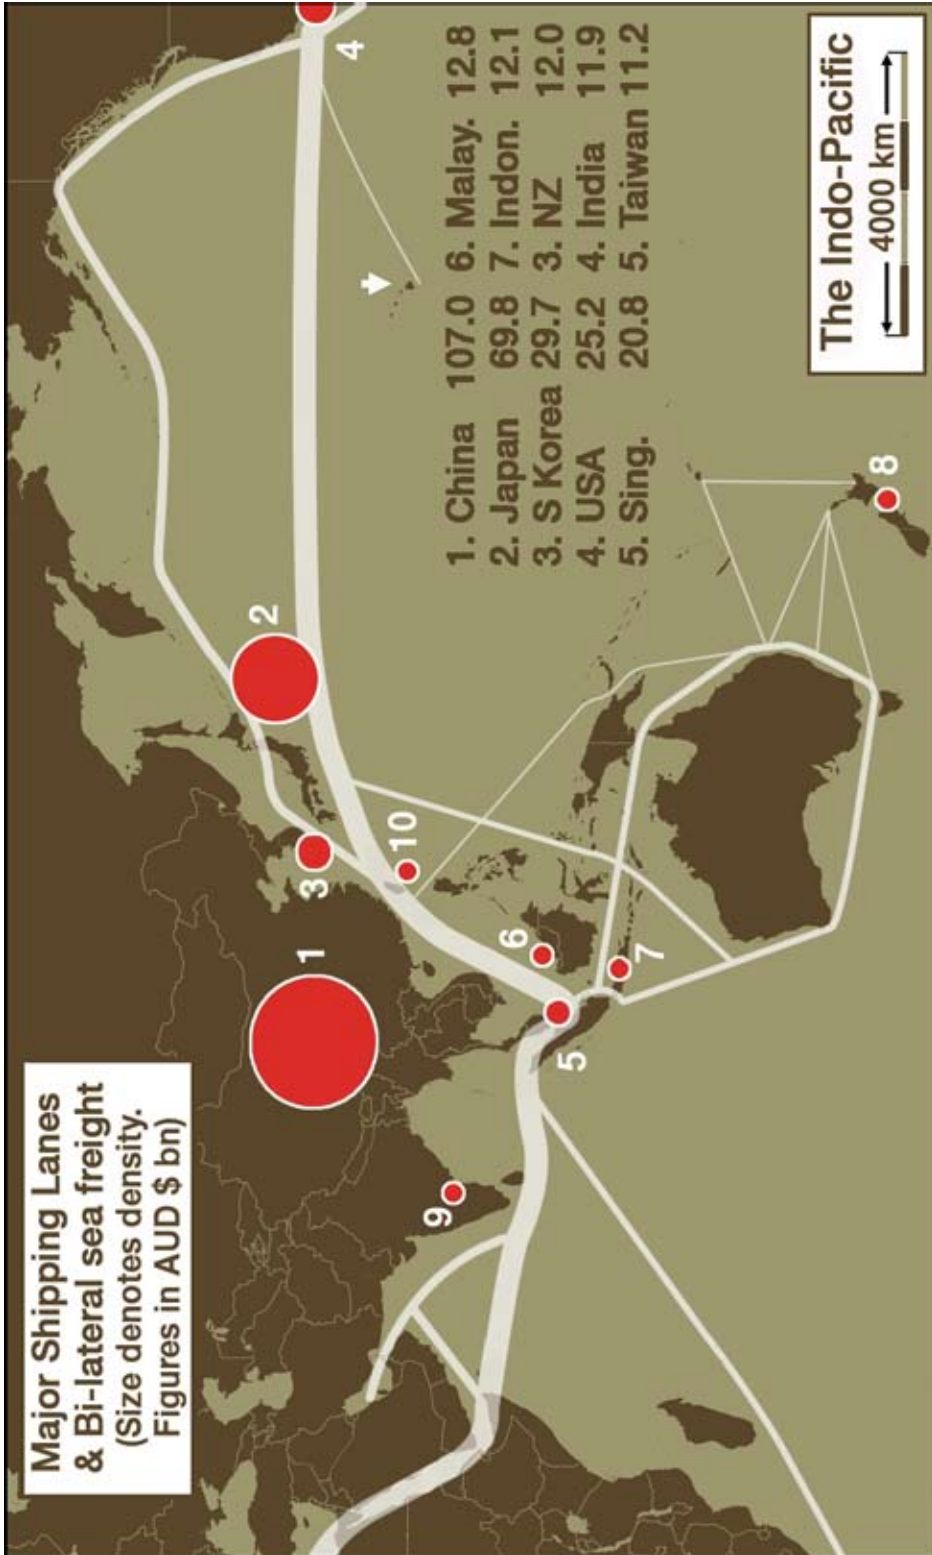 Major Shipping Lanes
& Bi-lateral sea freight
(Size denotes density.
Figures in AUD $ bn)
1
2
3
4
5
6
7
8
9
10
1. China 107.0 6. Malay. 12.8
2. Japan 69.8 7. Indon. 12.1
3. S Korea 29.7 3. NZ 12.0
4. USA 25.2 4. India 11.9
5. Sing. 20.8 5. Taiwan 11.2
The Indo-Pacific
4000 km